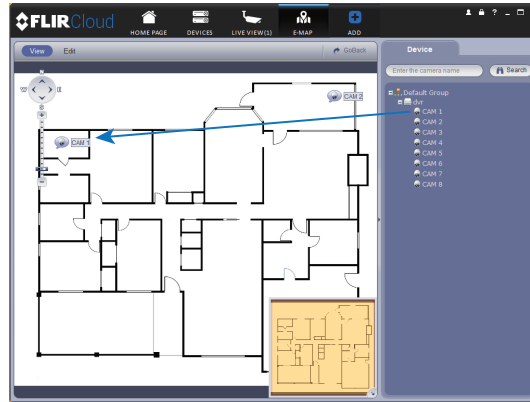 FLIR Cloud
HOME PAGE DEVICES LIVE VIEW(1) E-MAP ADD
View Edit GoBack
Device
Enter the camera name Search
Default Group
dvr
CAM 1
CAM 2
CAM 3
CAM 4
CAM 5
CAM 6
CAM 7
CAM 8
N
W E
S
CAM 2
CAM 1